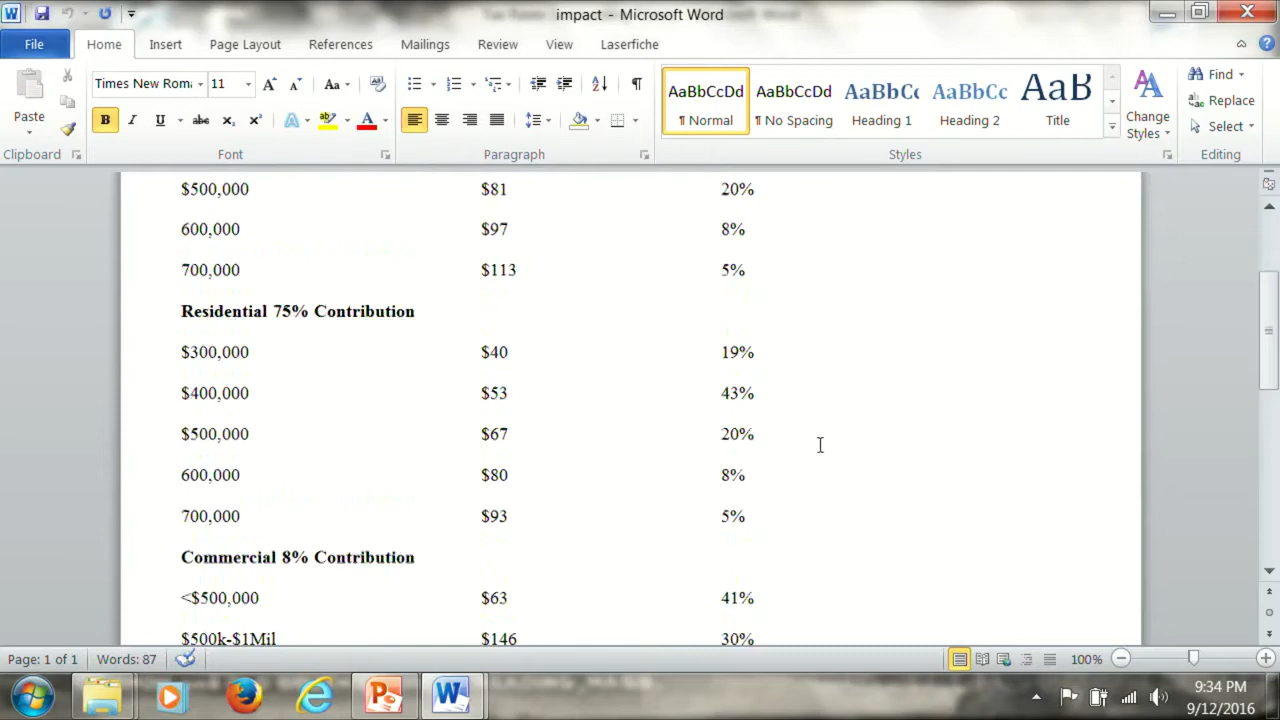 impact - Microsoft Word
File Home Insert Page Layout References Mailings Review View Laserfiche
Times New Roma 11 Aa
Paste
B I U abc X₂ X² A A
AaBbCcDd AaBbCcDd AaBbCc AaBbCc AaB
¶ Normal ¶ No Spacing Heading 1 Heading 2 Title
Change Styles
Find
Replace
Select
Clipboard Font Paragraph Styles Editing
$500,000 $81 20%
600,000 $97 8%
700,000 $113 5%
Residential 75% Contribution
$300,000 $40 19%
$400,000 $53 43%
$500,000 $67 20%
600,000 $80 8%
700,000 $93 5%
Commercial 8% Contribution
<$500,000 $63 41%
$500k-$1Mil $146 30%
Page: 1 of 1 Words: 87 100%
9:34 PM
9/12/2016